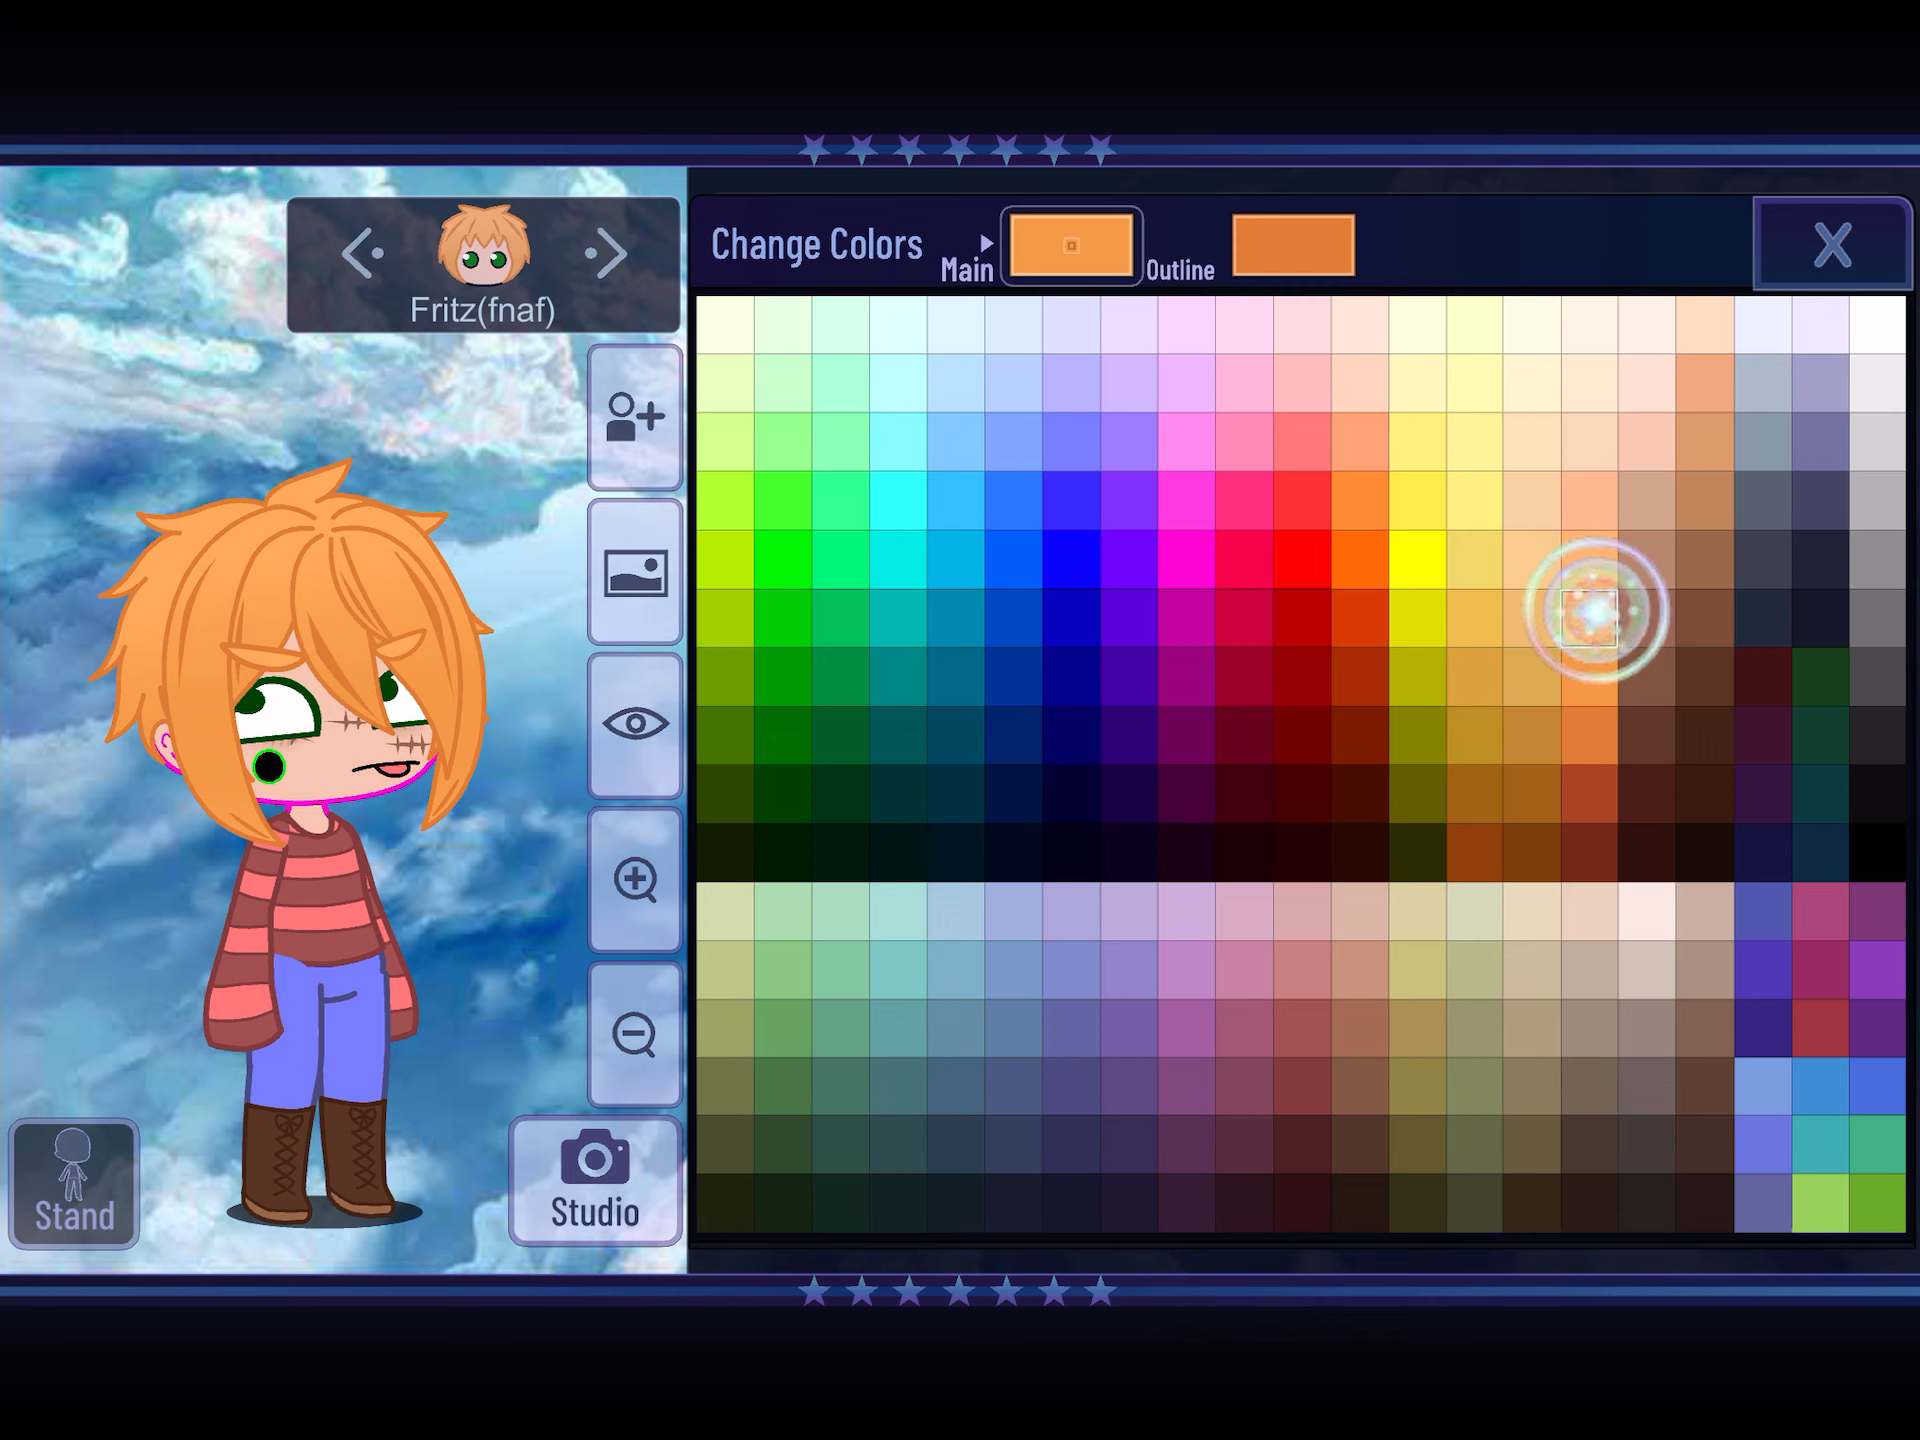 Fritz(fnaf)
Change Colors
Main
Outline
X
Stand
Studio